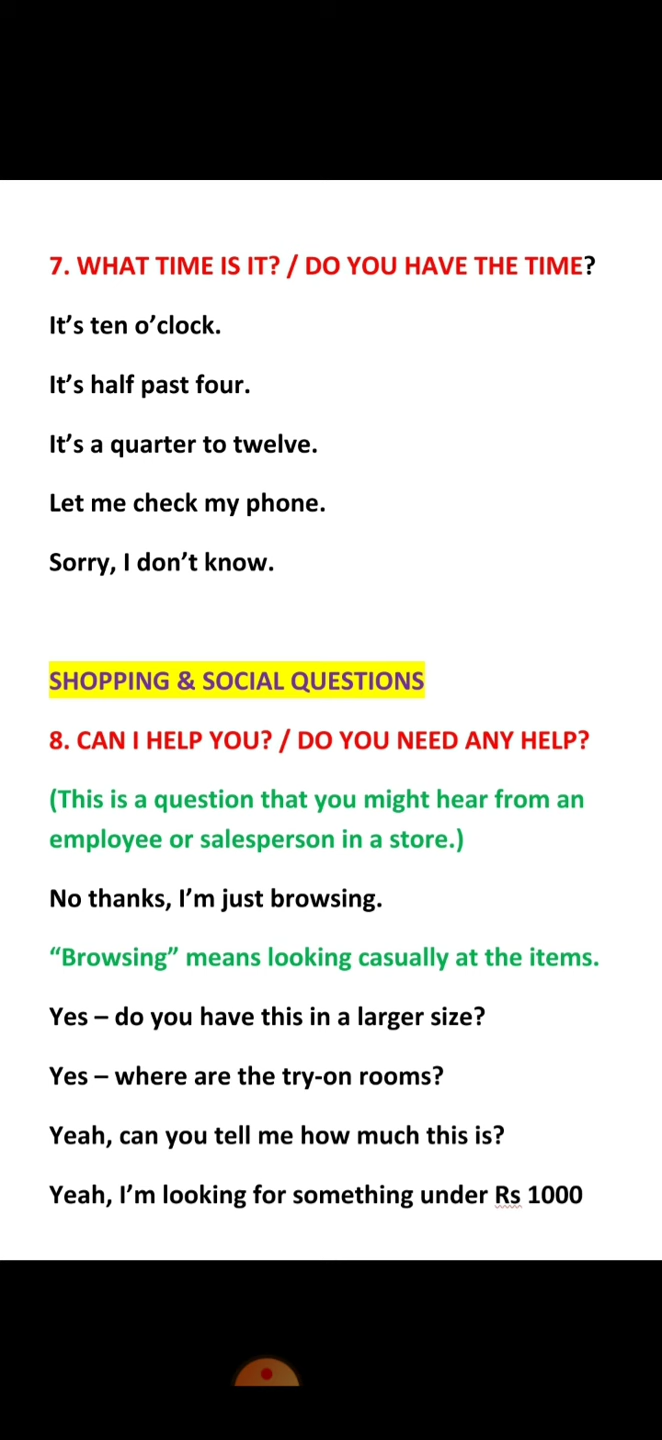 7. WHAT TIME IS IT? / DO YOU HAVE THE TIME?
It’s ten o’clock.
It’s half past four.
It’s a quarter to twelve.
Let me check my phone.
Sorry, I don’t know.
SHOPPING & SOCIAL QUESTIONS
8. CAN I HELP YOU? / DO YOU NEED ANY HELP?
(This is a question that you might hear from an
employee or salesperson in a store.)
No thanks, I’m just browsing.
“Browsing” means looking casually at the items.
Yes – do you have this in a larger size?
Yes – where are the try-on rooms?
Yeah, can you tell me how much this is?
Yeah, I’m looking for something under Rs 1000